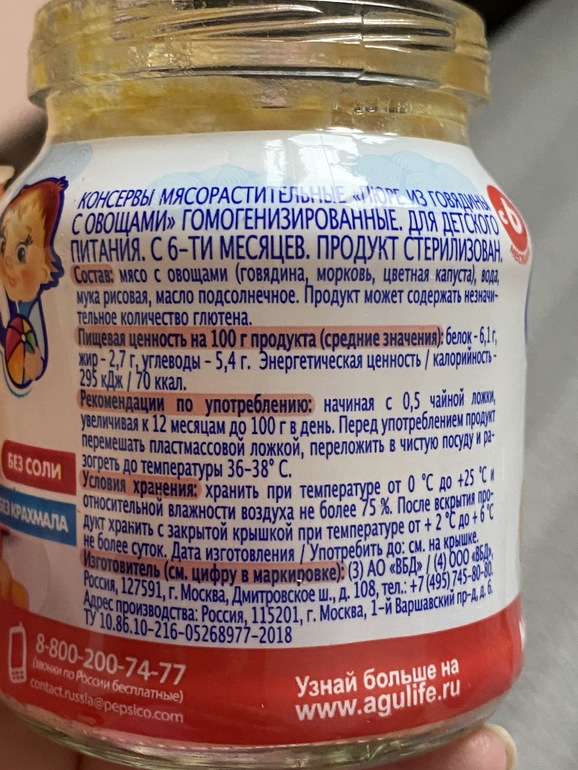 КОНСЕРВЫ МЯСОРАСТИТЕЛЬНЫЕ «ПЮРЕ ИЗ ГОВЯДИНЫ
С ОВОЩАМИ» ГОМОГЕНИЗИРОВАННЫЕ. ДЛЯ ДЕТСКОГО
ПИТАНИЯ. С 6-ТИ МЕСЯЦЕВ. ПРОДУКТ СТЕРИЛИЗОВАН.
Состав: мясо с овощами (говядина, морковь, цветная капуста), вода,
мука рисовая, масло подсолнечное. Продукт может содержать незначи-
тельное количество глютена.
Пищевая ценность на 100 г продукта (средние значения): белок - 6,1 г,
жир - 2,7 г, углеводы - 5,4 г. Энергетическая ценность / калорийность -
295 кДж / 70 ккал.
Рекомендации по употреблению: начиная с 0,5 чайной ложки,
увеличивая к 12 месяцам до 100 г в день. Перед употреблением продукт
перемешать пластмассовой ложкой, переложить в чистую посуду и ра-
зогреть до температуры 36-38° С.
Условия хранения: хранить при температуре от 0 °С до +25 °С и
относительной влажности воздуха не более 75 %. После вскрытия про-
дукт хранить с закрытой крышкой при температуре от + 2 °С до + 6 °С
не более суток. Дата изготовления / Употребить до: см. на крышке.
Изготовитель (см. цифру в маркировке): (3) АО «ВБД» / (4) ООО «ВБД»,
Россия, 127591, г. Москва, Дмитровское ш., д. 108, тел.: +7 (495) 745-80-80.
Адрес производства: Россия, 115201, г. Москва, 1-й Варшавский пр-д, д. 6.
ТУ 10.86.10-216-05268977-2018
6
БЕЗ СОЛИ
БЕЗ КРАХМАЛА
8-800-200-74-77
(звонки по России бесплатные)
contact.russia@pepsico.com
Узнай больше на
www.agulife.ru